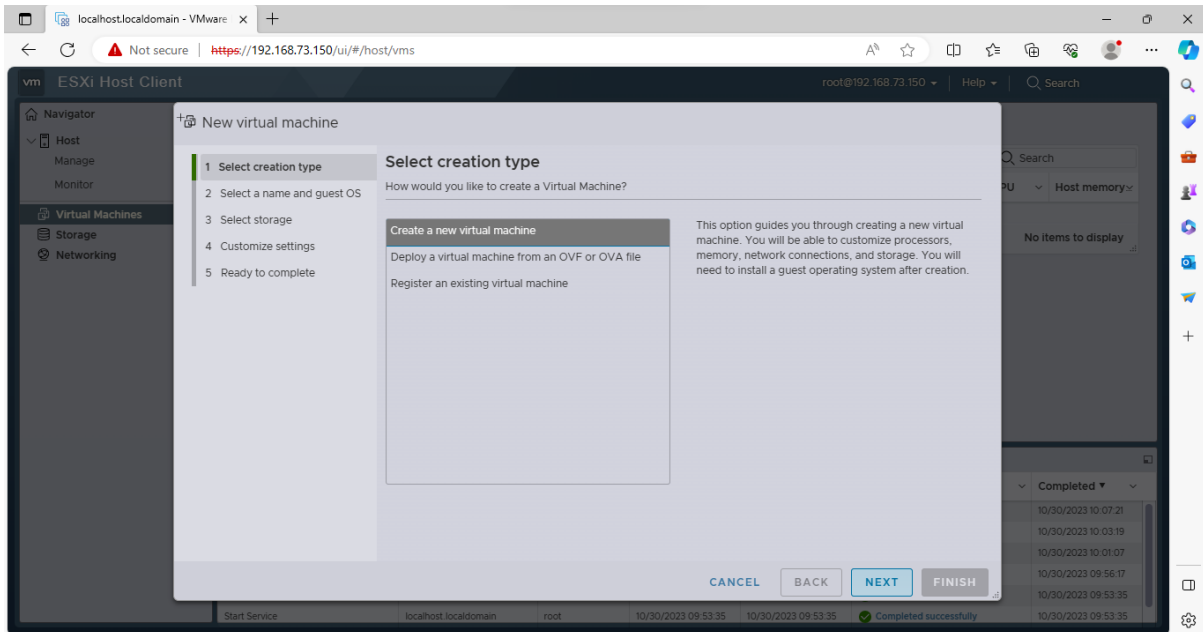 localhost.localdomain - VMware
Not secure https://192.168.73.150/ui/#/host/vms
vm ESXi Host Client root@192.168.73.150 Help Search
Navigator
Host
Manage
Monitor
Virtual Machines
Storage
Networking
New virtual machine
1 Select creation type
2 Select a name and guest OS
3 Select storage
4 Customize settings
5 Ready to complete
Select creation type
How would you like to create a Virtual Machine?
Create a new virtual machine
Deploy a virtual machine from an OVF or OVA file
Register an existing virtual machine
This option guides you through creating a new virtual
machine. You will be able to customize processors,
memory, network connections, and storage. You will
need to install a guest operating system after creation.
CANCEL BACK NEXT FINISH
Search
PU Host memory
No items to display
Completed
10/30/2023 10:07:21
10/30/2023 10:03:19
10/30/2023 10:01:07
10/30/2023 09:56:17
10/30/2023 09:53:35
Start Service localhost.localdomain root 10/30/2023 09:53:35 10/30/2023 09:53:35 Completed successfully 10/30/2023 09:53:35